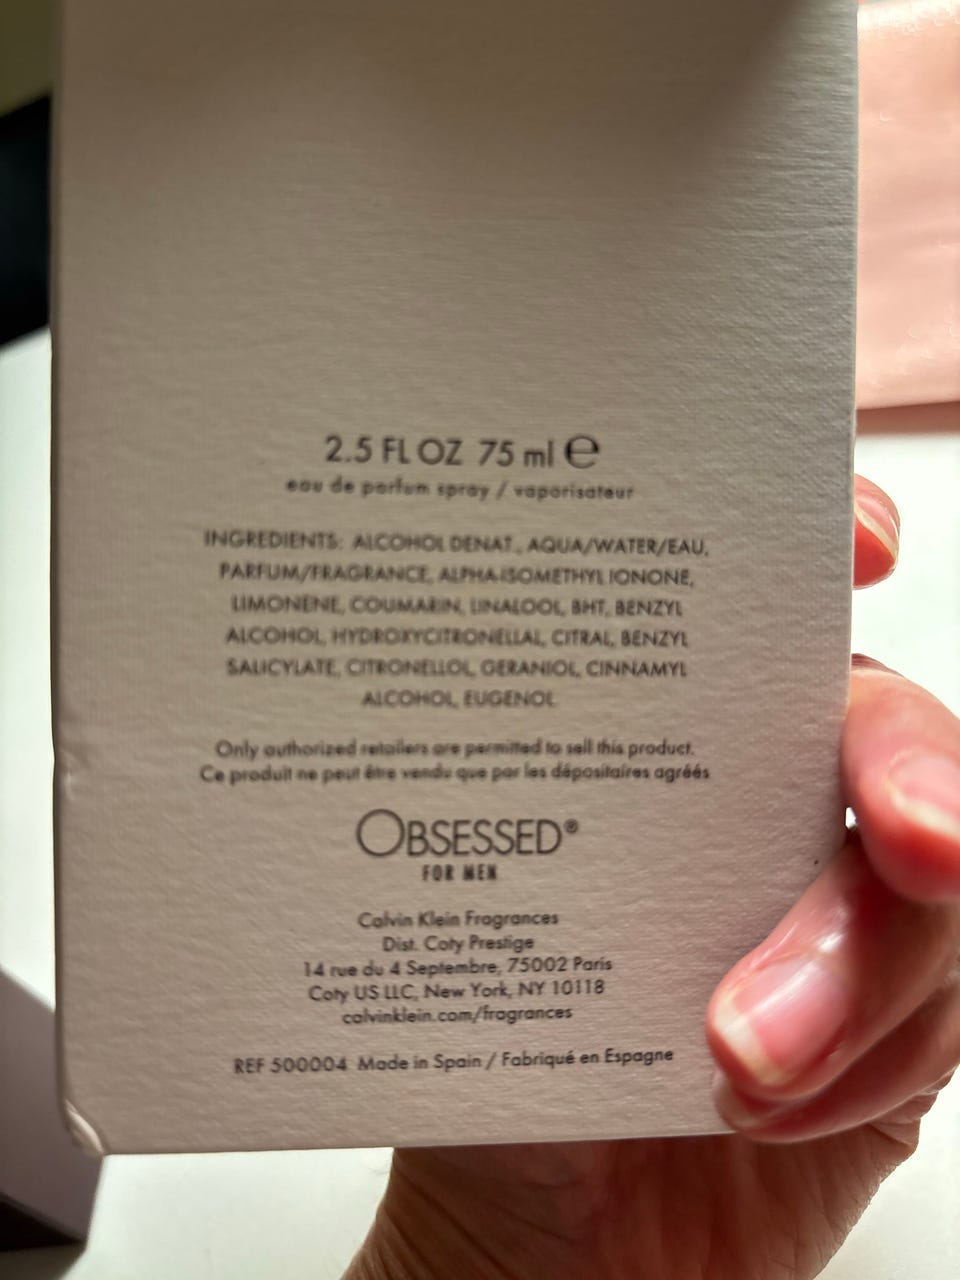 2.5 FL OZ 75 ml ℮
eau de parfum spray / vaporisateur
INGREDIENTS: ALCOHOL DENAT., AQUA/WATER/EAU,
PARFUM/FRAGRANCE, ALPHA-ISOMETHYL IONONE,
LIMONENE, COUMARIN, LINALOOL, BHT, BENZYL
ALCOHOL, HYDROXYCITRONELLAL, CITRAL, BENZYL
SALICYLATE, CITRONELLOL, GERANIOL, CINNAMYL
ALCOHOL, EUGENOL.
Only authorized retailers are permitted to sell this product.
Ce produit ne peut être vendu que par les dépositaires agréés
OBSESSED®
FOR MEN
Calvin Klein Fragrances
Dist. Coty Prestige
14 rue du 4 Septembre, 75002 Paris
Coty US LLC, New York, NY 10118
calvinklein.com/fragrances
REF 500004 Made in Spain / Fabriqué en Espagne